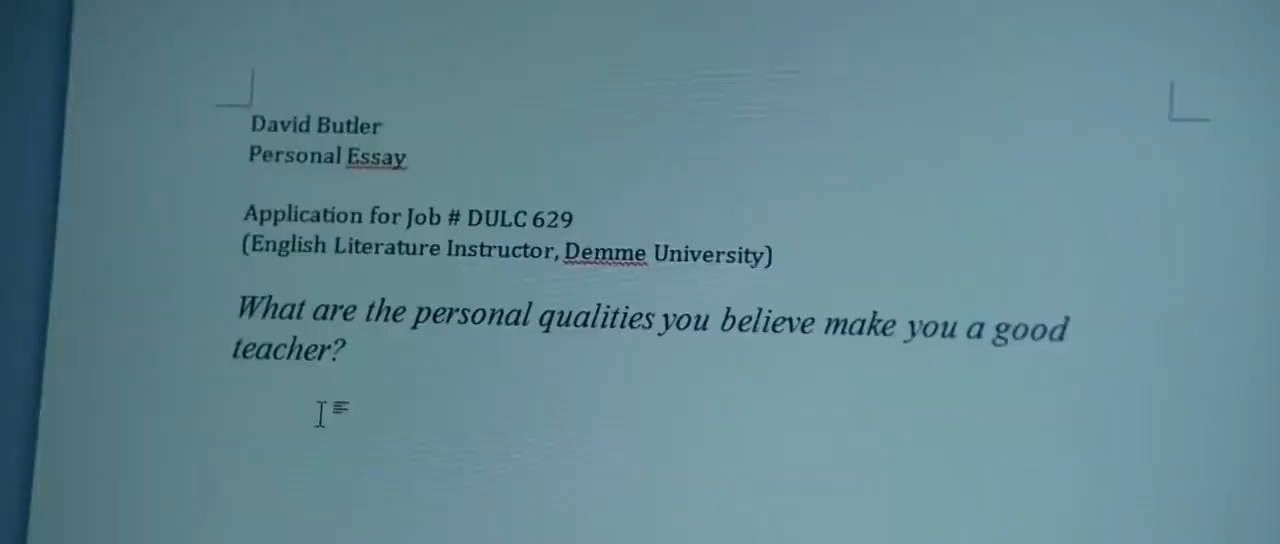 David Butler
Personal Essay
Application for Job # DULC 629
(English Literature Instructor, Demme University)
What are the personal qualities you believe make you a good
teacher?